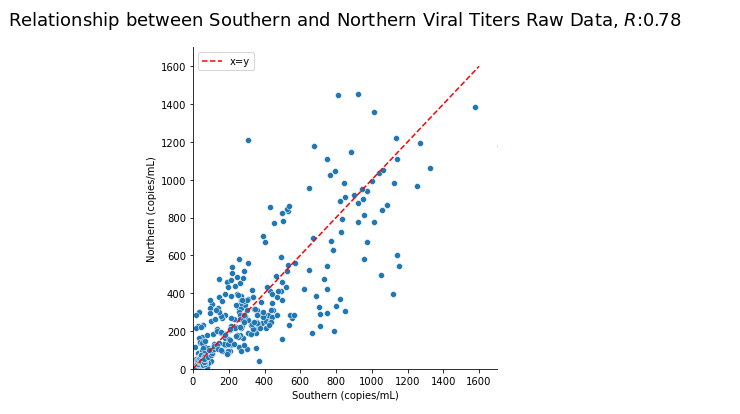 Relationship between Southern and Northern Viral Titers Raw Data, R:0.78
x=y
1600
1400
1200
1000
800
600
400
200
0
Northern (copies/mL)
0 200 400 600 800 1000 1200 1400 1600
Southern (copies/mL)